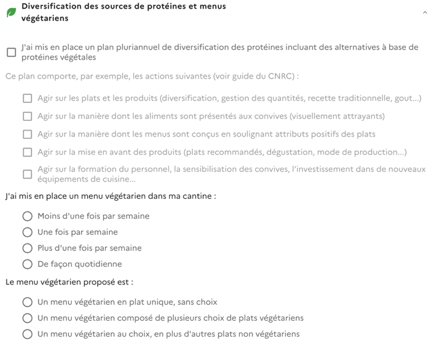 Diversification des sources de protéines et menus
végétariens
J'ai mis en place un plan pluriannuel de diversification des protéines incluant des alternatives à base de
protéines végétales
Ce plan comporte, par exemple, les actions suivantes (voir guide du CNRC) :
Agir sur les plats et les produits (diversification, gestion des quantités, recette traditionnelle, gout...)
Agir sur la manière dont les aliments sont présentés aux convives (visuellement attrayants)
Agir sur la manière dont les menus sont conçus en soulignant attributs positifs des plats
Agir sur la mise en avant des produits (plats recommandés, dégustation, mode de production...)
Agir sur la formation du personnel, la sensibilisation des convives, l'investissement dans de nouveaux
équipements de cuisine...
J'ai mis en place un menu végétarien dans ma cantine :
Moins d'une fois par semaine
Une fois par semaine
Plus d'une fois par semaine
De façon quotidienne
Le menu végétarien proposé est :
Un menu végétarien en plat unique, sans choix
Un menu végétarien composé de plusieurs choix de plats végétariens
Un menu végétarien au choix, en plus d'autres plats non végétariens